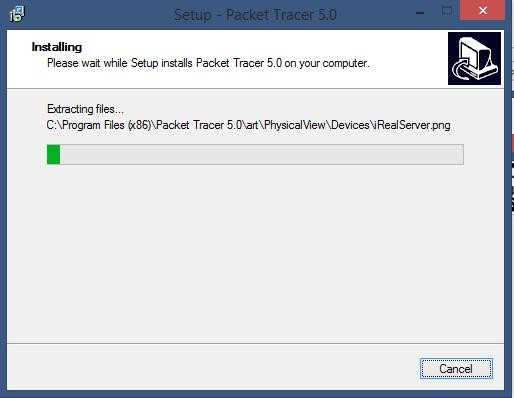 Setup - Packet Tracer 5.0
Installing
Please wait while Setup installs Packet Tracer 5.0 on your computer.
Extracting files...
C:\Program Files (x86)\Packet Tracer 5.0\art\PhysicalView\Devices\iRealServer.png
Cancel